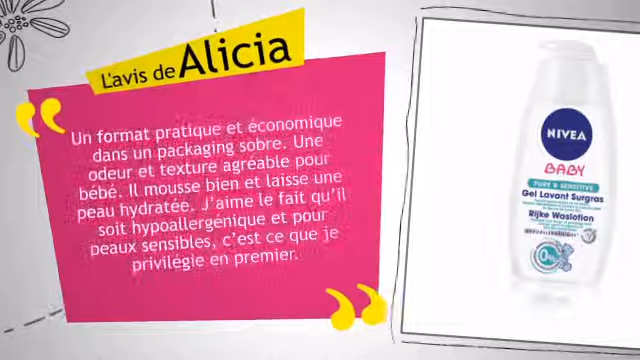 L'avis de Alicia
Un format pratique et économique
dans un packaging sobre. Une
odeur et texture agréable pour
bébé. Il mousse bien et laisse une
peau hydratée. J'aime le fait qu'il
soit hypoallergénique et pour
peaux sensibles, c'est ce que je
privilégie en premier.
NIVEA
BABY
PURE & SENSITIVE
Gel Lavant Surgras
Rijke Waslotion
0%